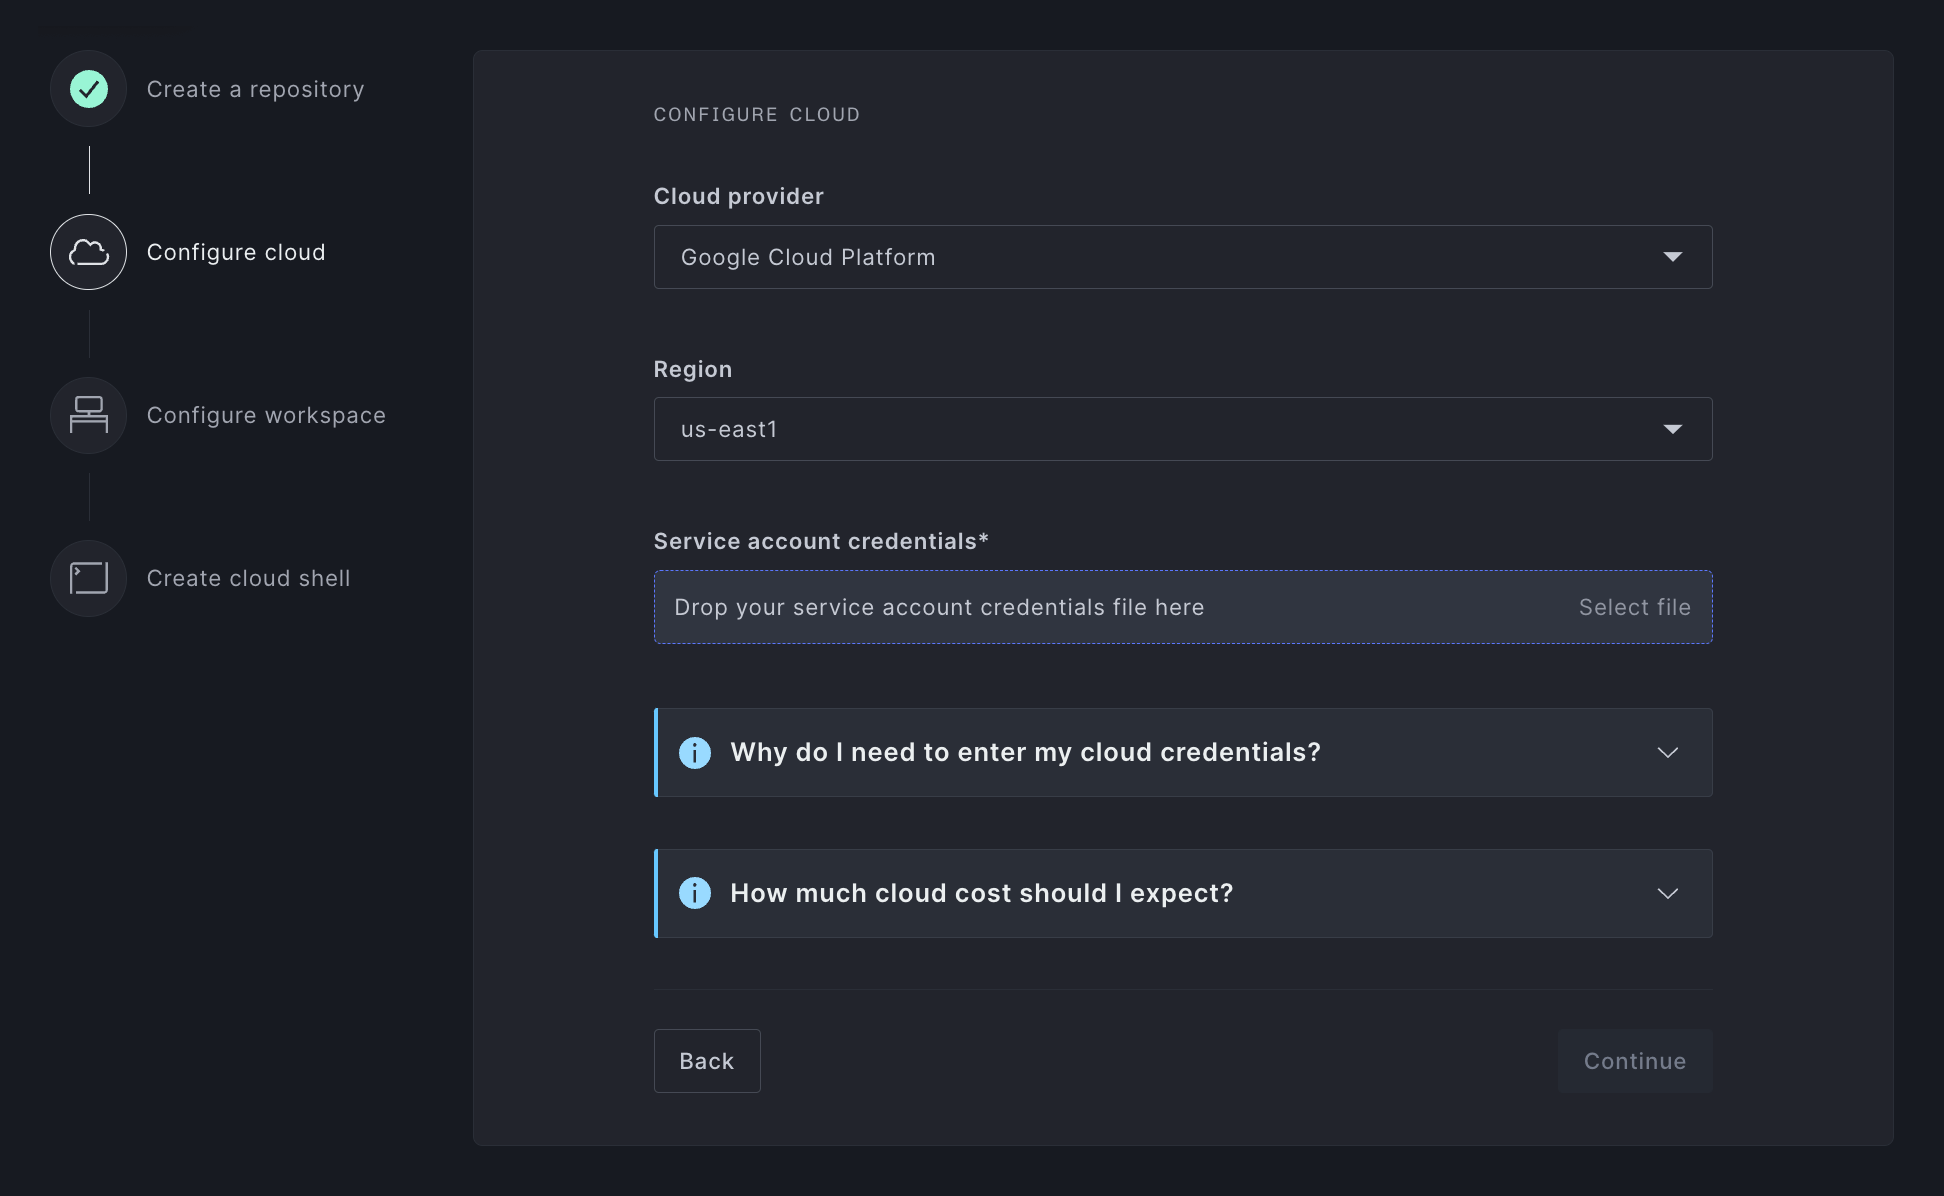 Create a repository
Configure cloud
Configure workspace
Create cloud shell
CONFIGURE CLOUD
Cloud provider
Google Cloud Platform
Region
us-east1
Service account credentials*
Drop your service account credentials file here
Select file
Why do I need to enter my cloud credentials?
How much cloud cost should I expect?
Back
Continue